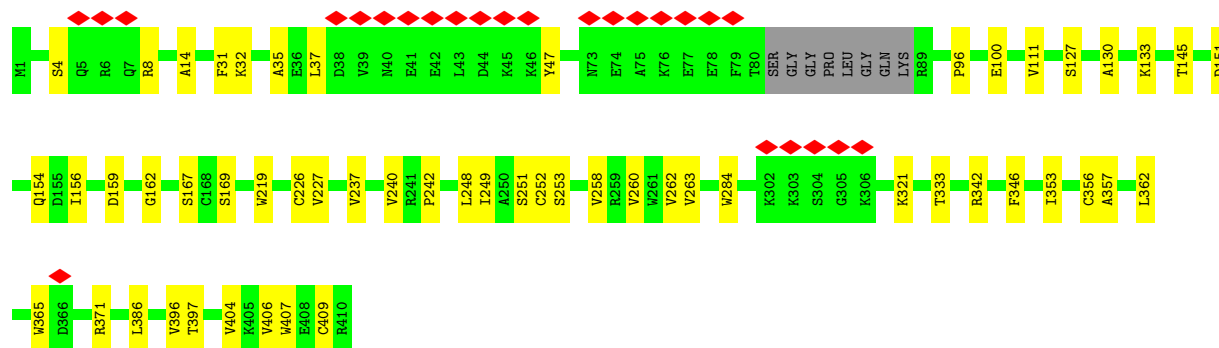 M1 S4 Q5 R6 Q7 R8 A14 F31 K32 A35 E36 L37 D38 V39 N40 E41 E42 L43 D44 K45 K46 Y47 N73 E74 A75 K76 E77 E78 F79 T80 SER GLY GLY PRO LEU GLY GLN LYS R89 P96 E100 V111 S127 A130 K133 T145 D151
Q154 D155 I156 D159 G162 S167 C168 S169 W219 C226 V227 V237 V240 R241 P242 L248 I249 A250 S251 C252 S253 V258 R259 V260 W261 V262 V263 W284 K302 K303 S304 G305 K306 K321 T333 R342 F346 I353 C356 A357 L362
W365 D366 R371 L386 V396 T397 V404 K405 V406 W407 E408 C409 R410